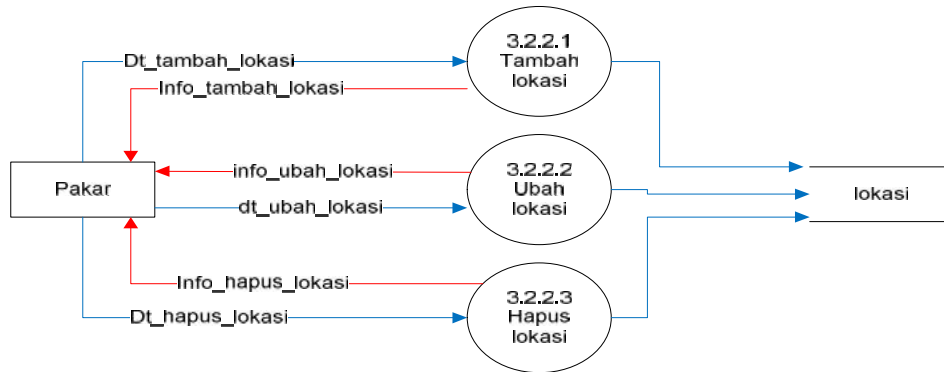 3.2.2.1
Tambah
lokasi
Dt_tambah_lokasi
Info_tambah_lokasi
Pakar
info_ubah_lokasi
dt_ubah_lokasi
3.2.2.2
Ubah
lokasi
lokasi
Info_hapus_lokasi
Dt_hapus_lokasi
3.2.2.3
Hapus
lokasi